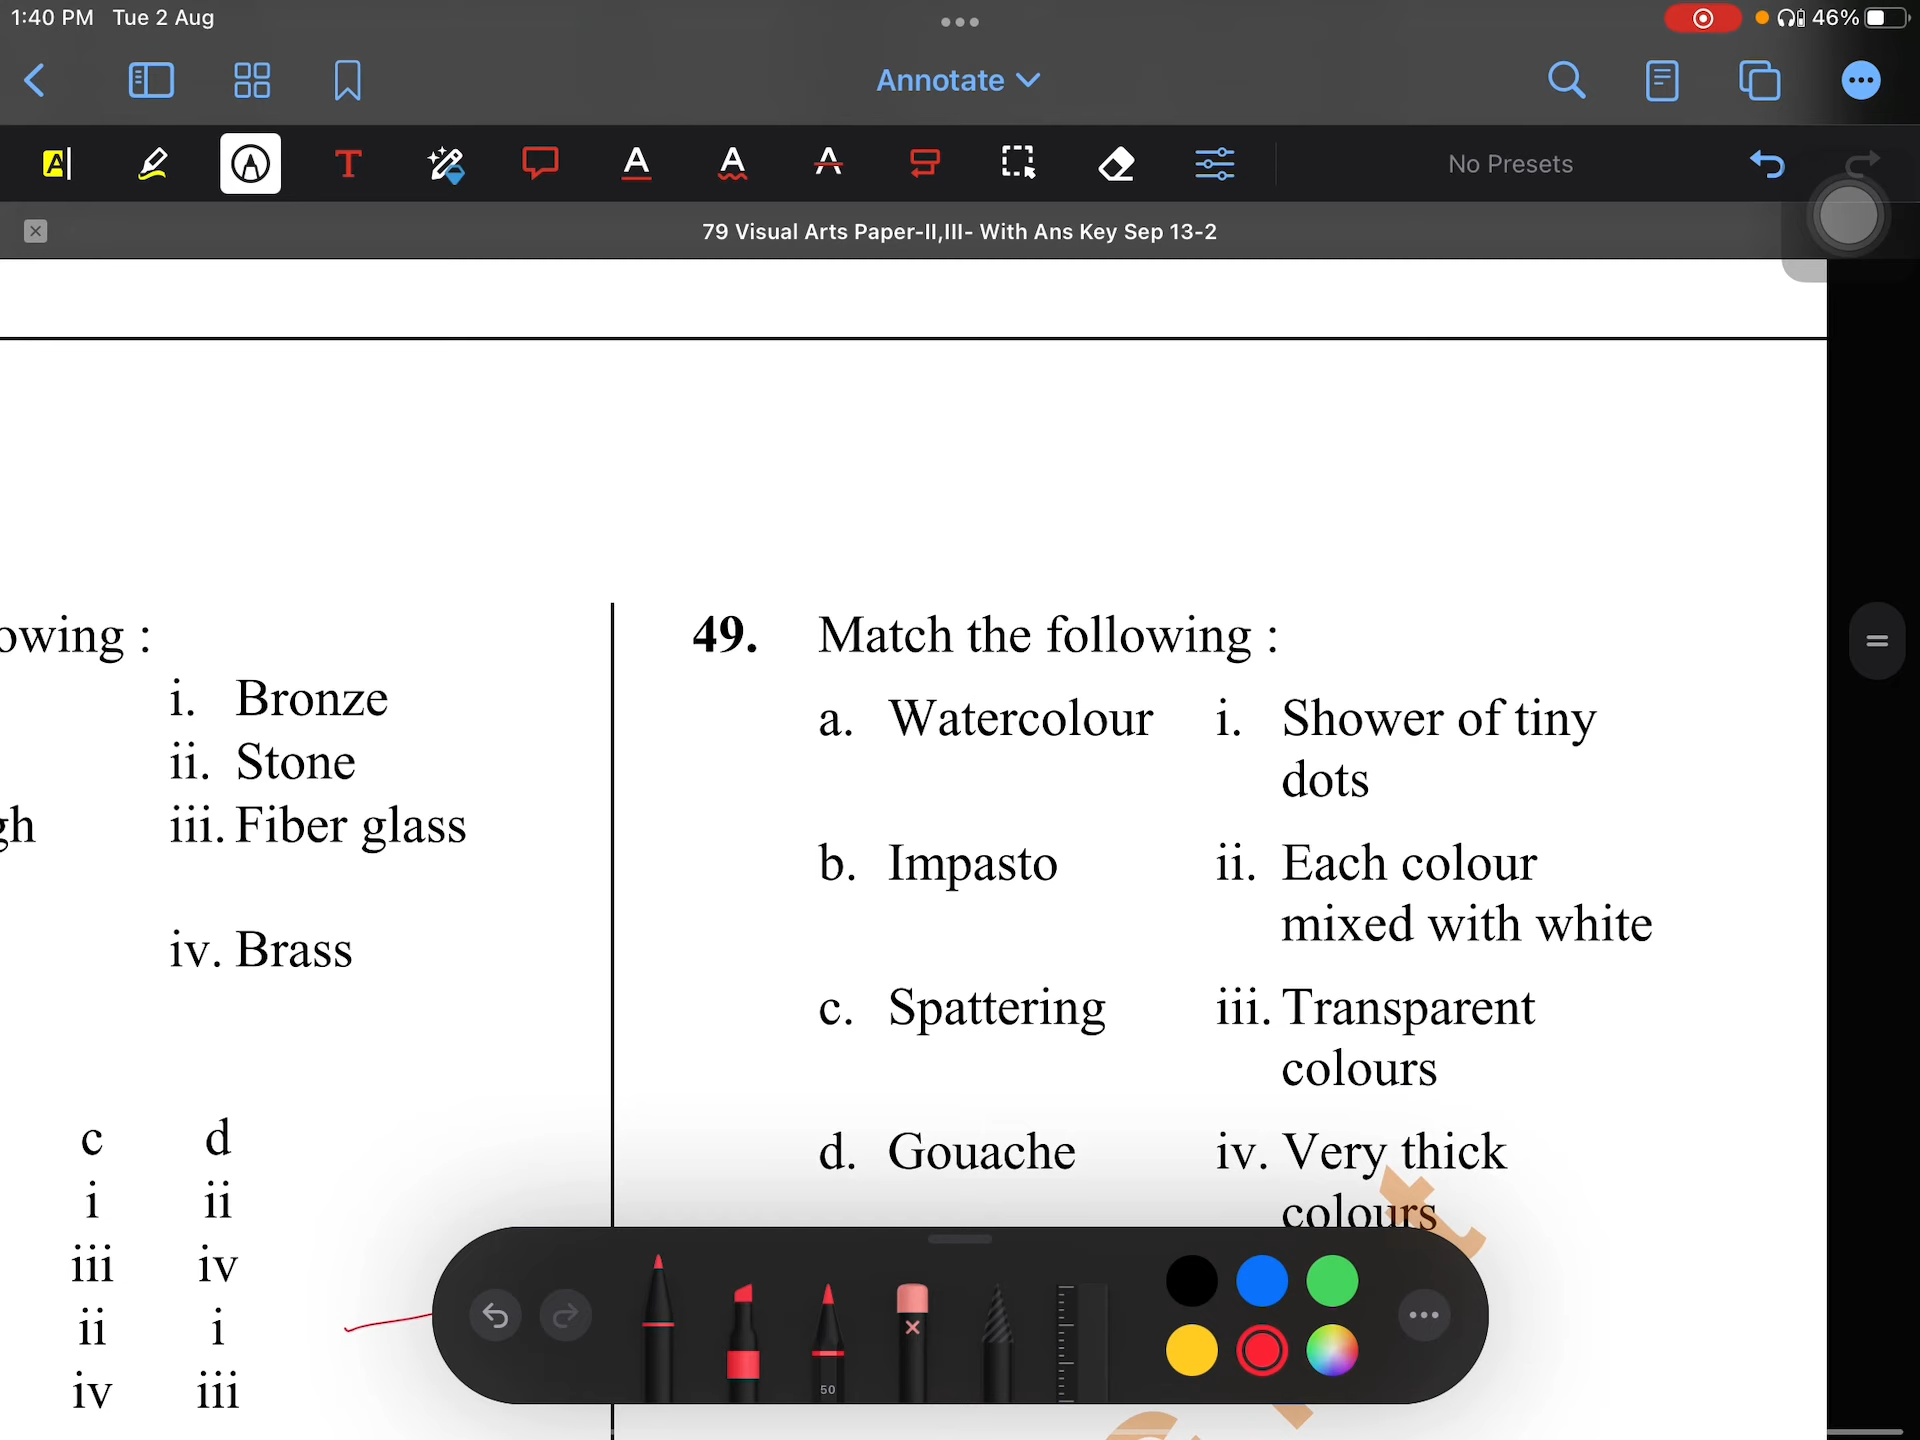 1:40 PM Tue 2 Aug
46%
Annotate
A
T
A
A
A
No Presets
79 Visual Arts Paper-II,III- With Ans Key Sep 13-2
owing :
i. Bronze
ii. Stone
gh iii. Fiber glass
iv. Brass
c d
i ii
iii iv
ii i
iv iii
49. Match the following :
a. Watercolour i. Shower of tiny
dots
b. Impasto ii. Each colour
mixed with white
c. Spattering iii. Transparent
colours
d. Gouache iv. Very thick
colours
50